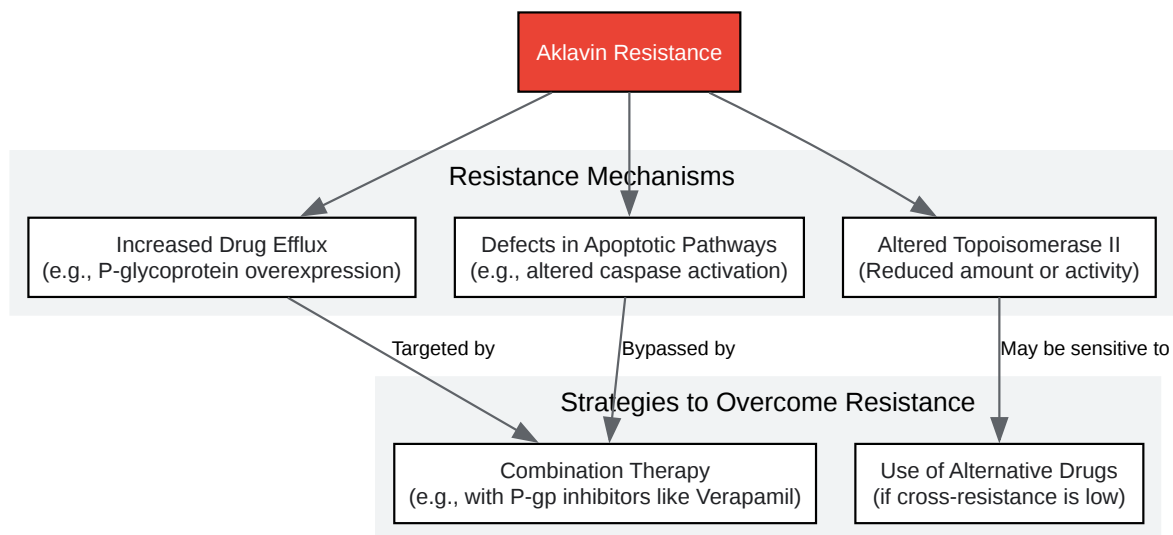 Aklavin Resistance
Resistance Mechanisms
Increased Drug Efflux
(e.g., P-glycoprotein overexpression)
Defects in Apoptotic Pathways
(e.g., altered caspase activation)
Altered Topoisomerase II
(Reduced amount or activity)
Targeted by
Bypassed by
May be sensitive to
Strategies to Overcome Resistance
Combination Therapy
(e.g., with P-gp inhibitors like Verapamil)
Use of Alternative Drugs
(if cross-resistance is low)